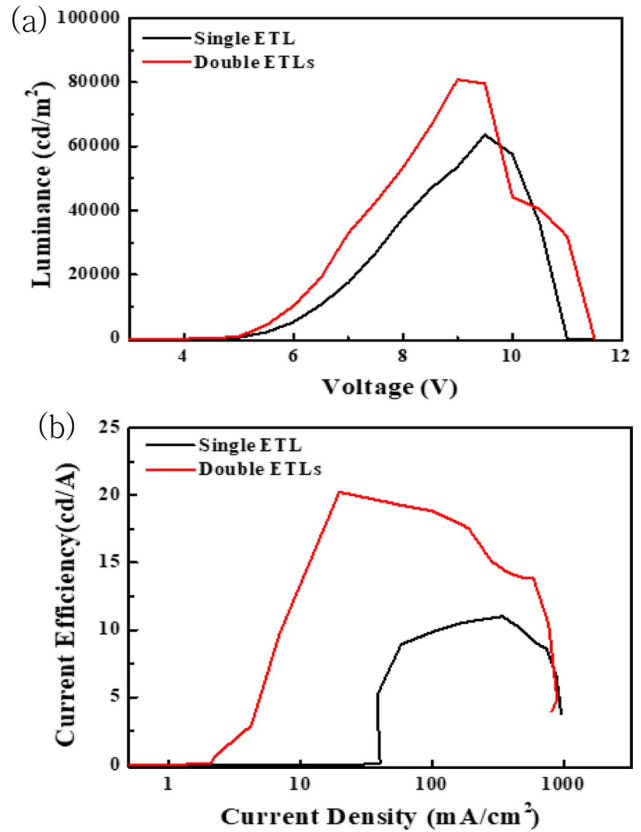 (a)
100000
80000
60000
40000
20000
0
Luminance (cd/m²)
Single ETL
Double ETLs
4 6 8 10 12
Voltage (V)
(b)
25
20
15
10
5
0
Current Efficiency(cd/A)
Single ETL
Double ETLs
1 10 100 1000
Current Density (mA/cm²)